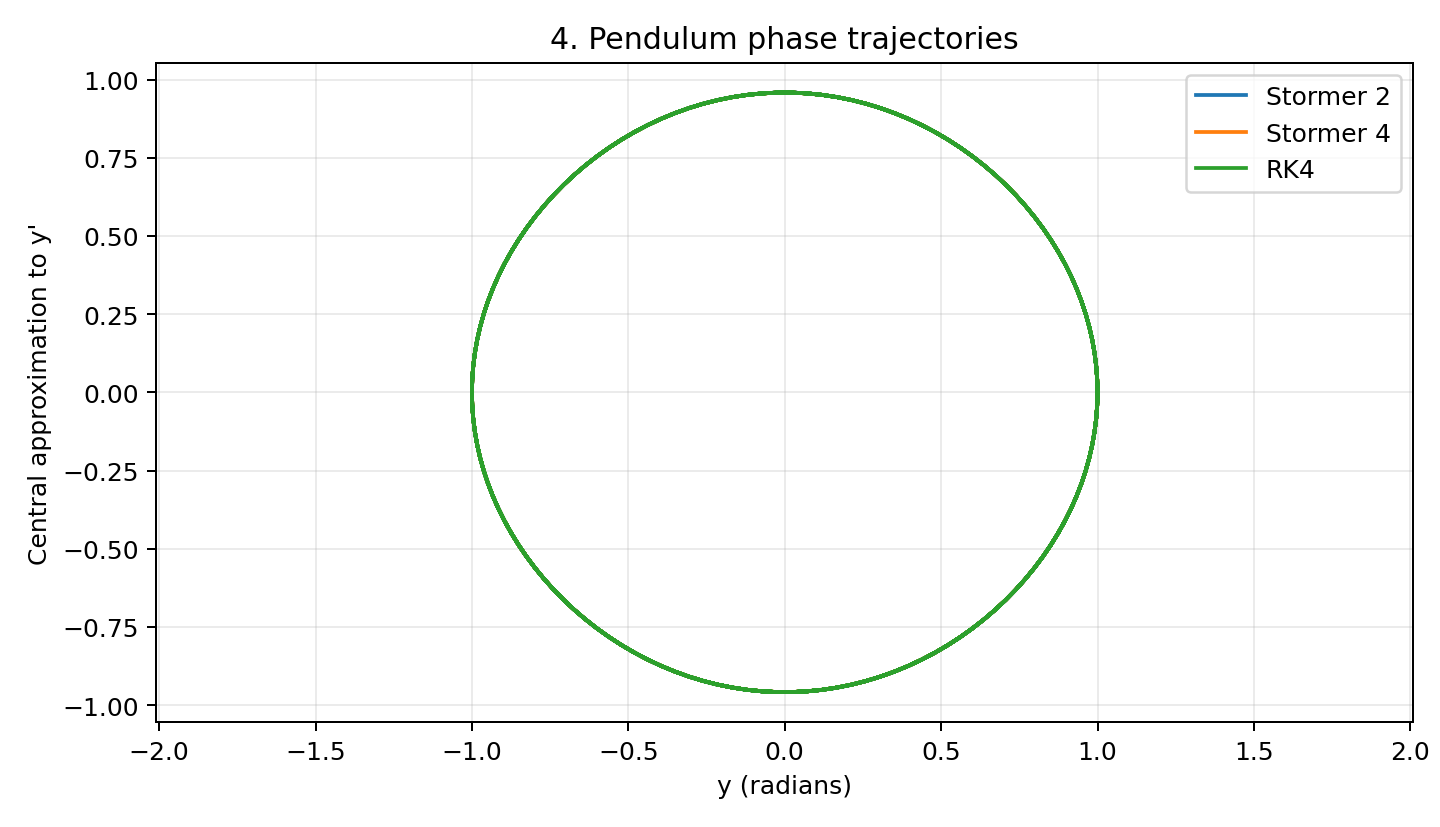 4. Pendulum phase trajectories
Stormer 2
Stormer 4
RK4
Central approximation to y'
1.00
0.75
0.50
0.25
0.00
−0.25
−0.50
−0.75
−1.00
−2.0 −1.5 −1.0 −0.5 0.0 0.5 1.0 1.5 2.0
y (radians)